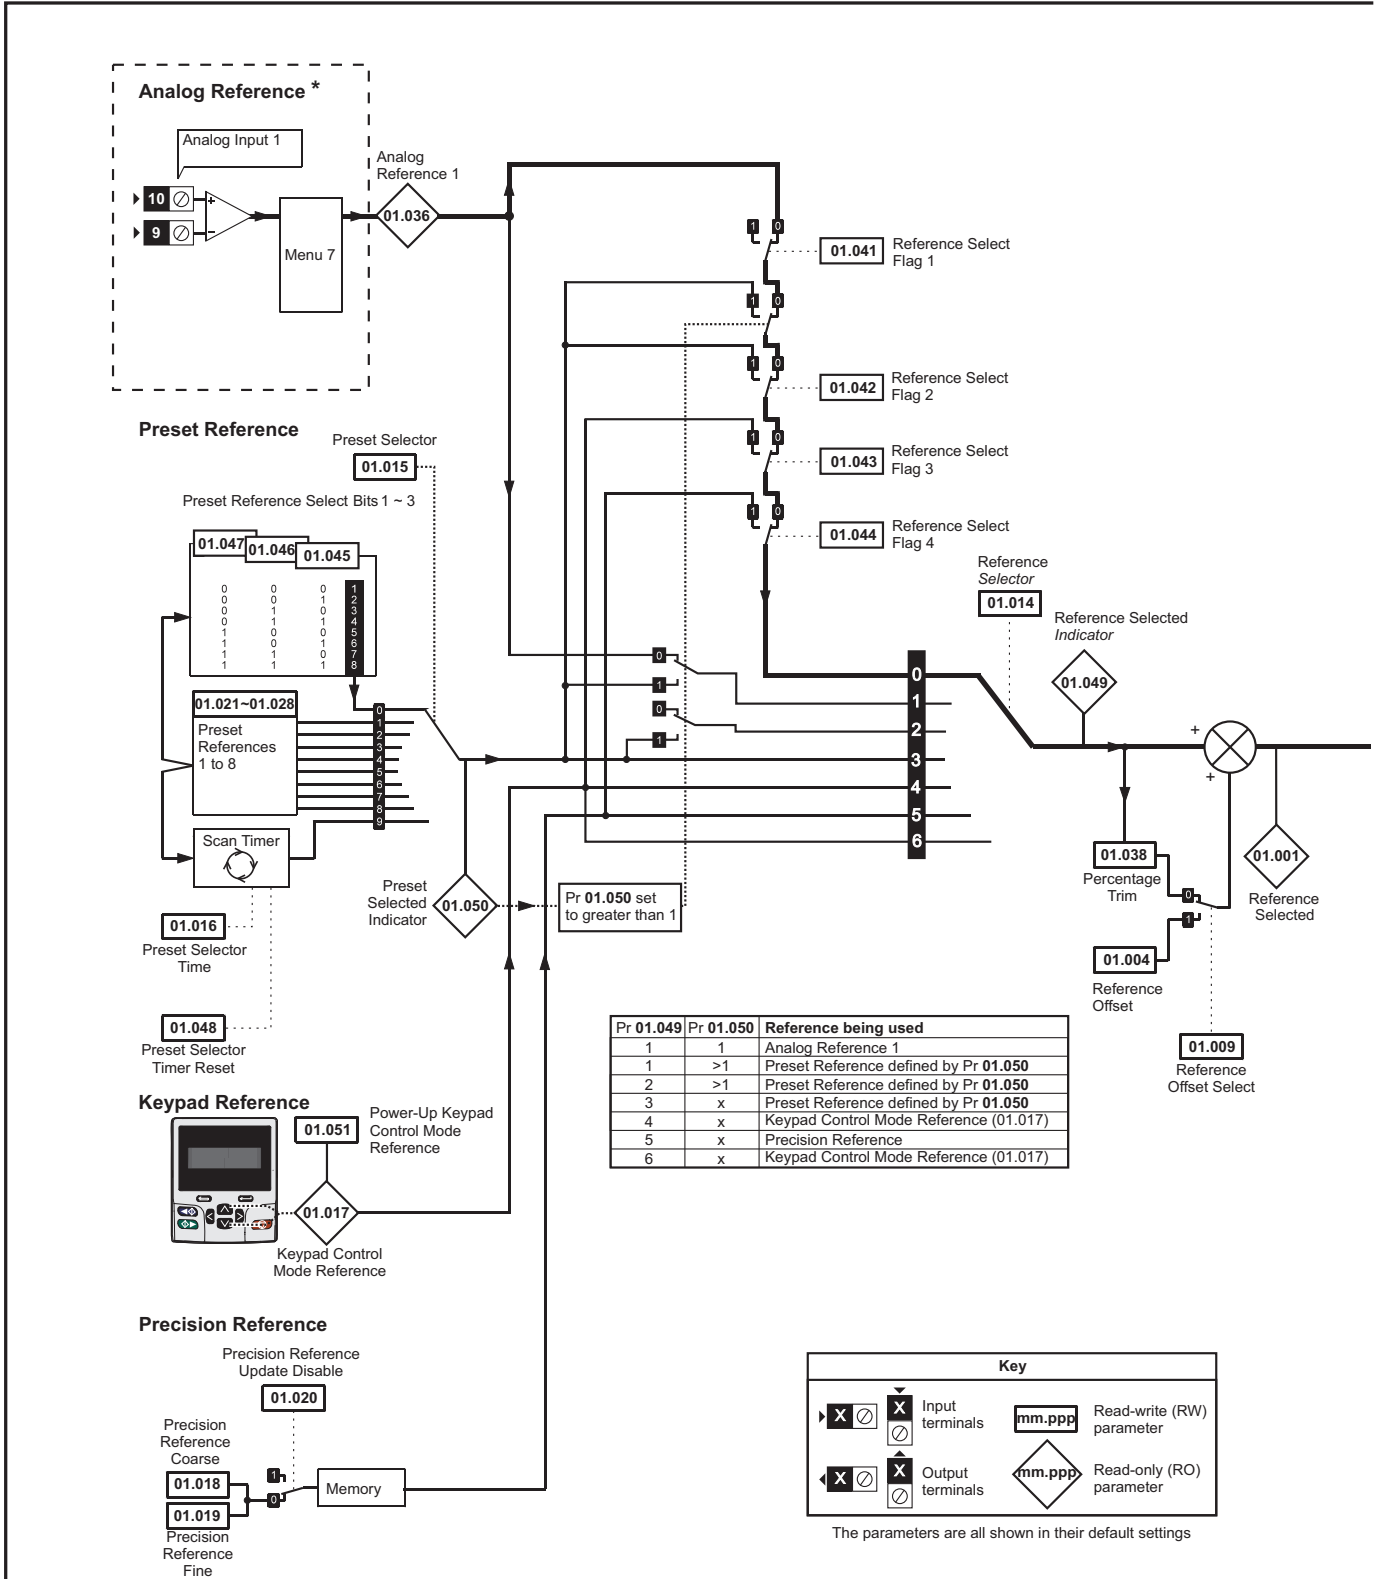 Analog Reference *
Analog Input 1
10
9
+
−
Menu 7
Analog
Reference 1
01.036
1 0
01.041
Reference Select
Flag 1
1 0
1 0
01.042
Reference Select
Flag 2
1 0
01.043
Reference Select
Flag 3
1 0
01.044
Reference Select
Flag 4
Preset Reference
Preset Selector
01.015
Preset Reference Select Bits 1 ~ 3
01.047 01.046 01.045
0 0 0 1
0 0 1 2
0 1 0 3
0 1 1 4
1 0 0 5
1 0 1 6
1 1 0 7
1 1 1 8
01.021~01.028
Preset
References
1 to 8
0
1
2
3
4
5
6
7
8
9
Scan Timer
01.016
Preset Selector
Time
01.048
Preset Selector
Timer Reset
Preset
Selected
Indicator
01.050
Pr 01.050 set
to greater than 1
0
1
0
1
0
1
2
3
4
5
6
Reference
Selector
01.014
Reference Selected
Indicator
01.049
+
+
01.038
Percentage
Trim
0
1
01.004
Reference
Offset
01.001
Reference
Selected
01.009
Reference
Offset Select
Pr 01.049 Pr 01.050 Reference being used
1 1 Analog Reference 1
1 >1 Preset Reference defined by Pr 01.050
2 >1 Preset Reference defined by Pr 01.050
3 x Preset Reference defined by Pr 01.050
4 x Keypad Control Mode Reference (01.017)
5 x Precision Reference
6 x Keypad Control Mode Reference (01.017)
Keypad Reference
01.051
Power-Up Keypad
Control Mode
Reference
01.017
Keypad Control
Mode Reference
Precision Reference
Precision Reference
Update Disable
01.020
Precision
Reference
Coarse
01.018
01.019
Precision
Reference
Fine
1
0
Memory
Key
X
X
Input
terminals
mm.ppp
Read-write (RW)
parameter
X
X
Output
terminals
mm.ppp
Read-only (RO)
parameter
The parameters are all shown in their default settings